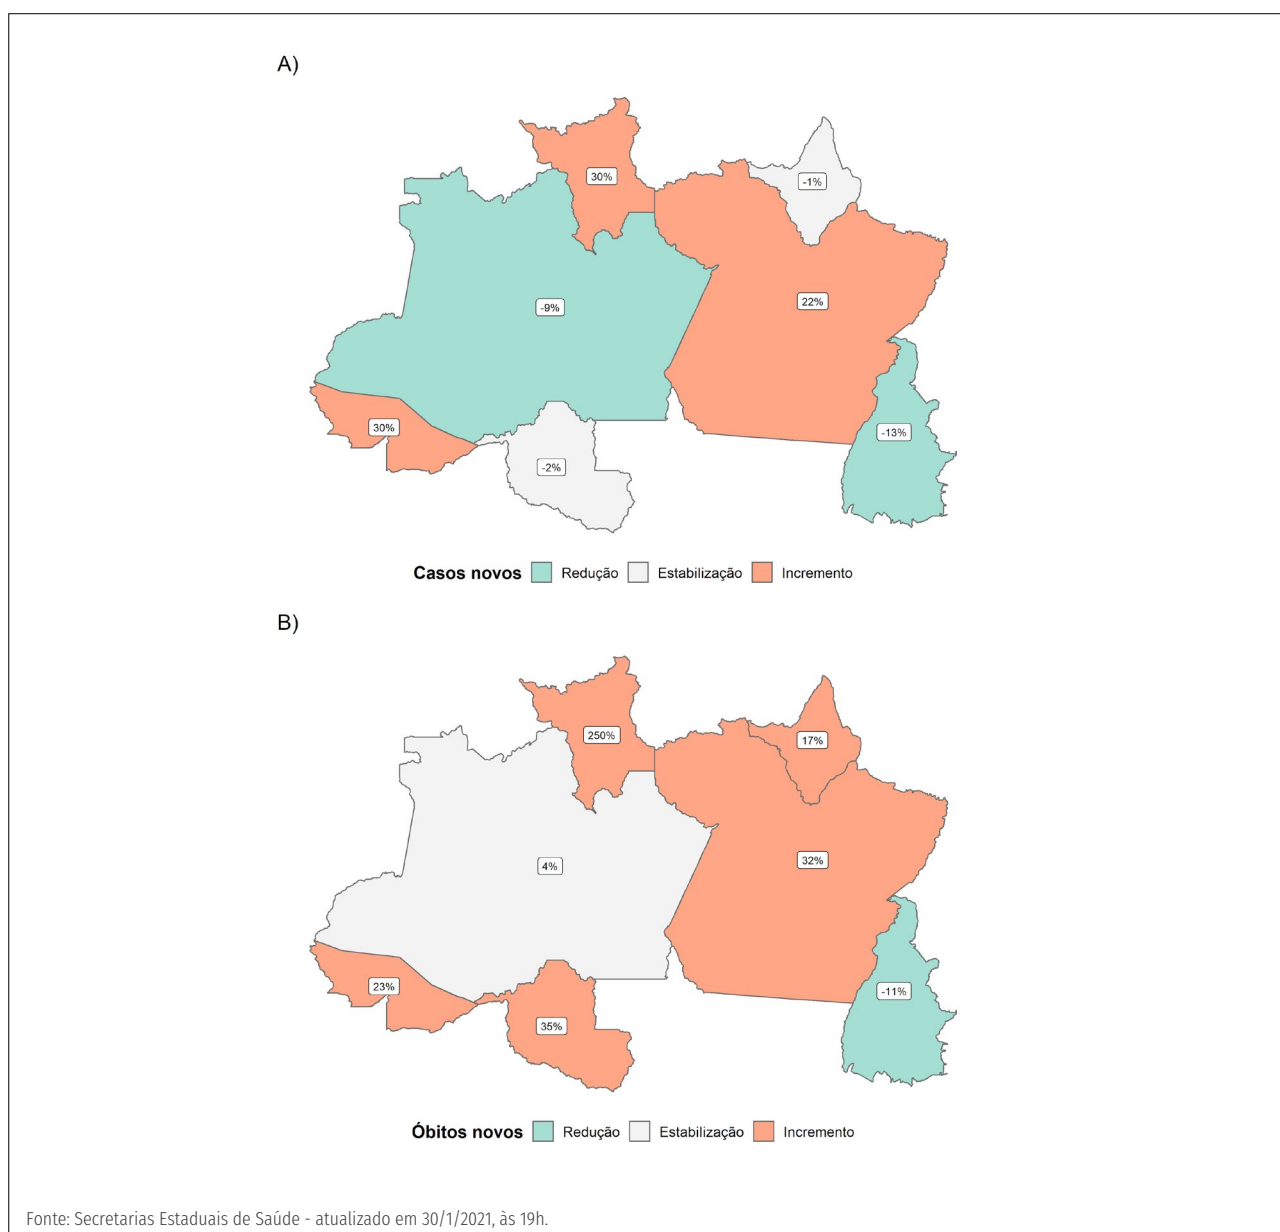 A)
30%
-1%
-9%
22%
30%
-13%
-2%
Casos novos Redução Estabilização Incremento
B)
250%
17%
4%
32%
23%
-11%
35%
Óbitos novos Redução Estabilização Incremento
Fonte: Secretarias Estaduais de Saúde - atualizado em 30/1/2021, às 19h.